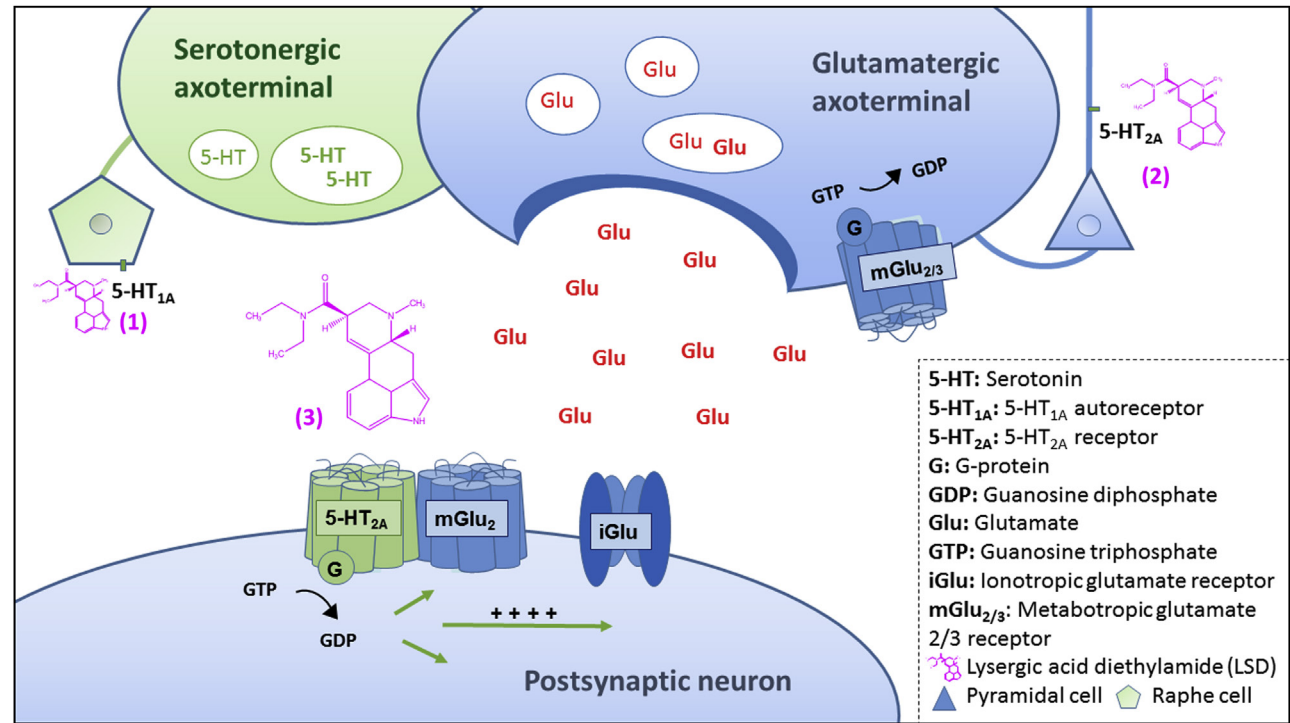 Serotonergic
axoterminal
5-HT
5-HT
5-HT
5-HT1A
(1)
Glutamatergic
axoterminal
Glu
Glu
Glu Glu
GTP
GDP
G
mGlu2/3
5-HT2A
(2)
Glu
Glu
Glu
Glu
Glu
Glu
Glu
Glu
Glu
O
N
CH3
H3C
N
CH3
H
H
NH
(3)
5-HT2A
mGlu2
iGlu
G
GTP
GDP
+ + + +
Postsynaptic neuron
5-HT: Serotonin
5-HT1A: 5-HT1A autoreceptor
5-HT2A: 5-HT2A receptor
G: G-protein
GDP: Guanosine diphosphate
Glu: Glutamate
GTP: Guanosine triphosphate
iGlu: Ionotropic glutamate receptor
mGlu2/3: Metabotropic glutamate
2/3 receptor
Lysergic acid diethylamide (LSD)
Pyramidal cell Raphe cell